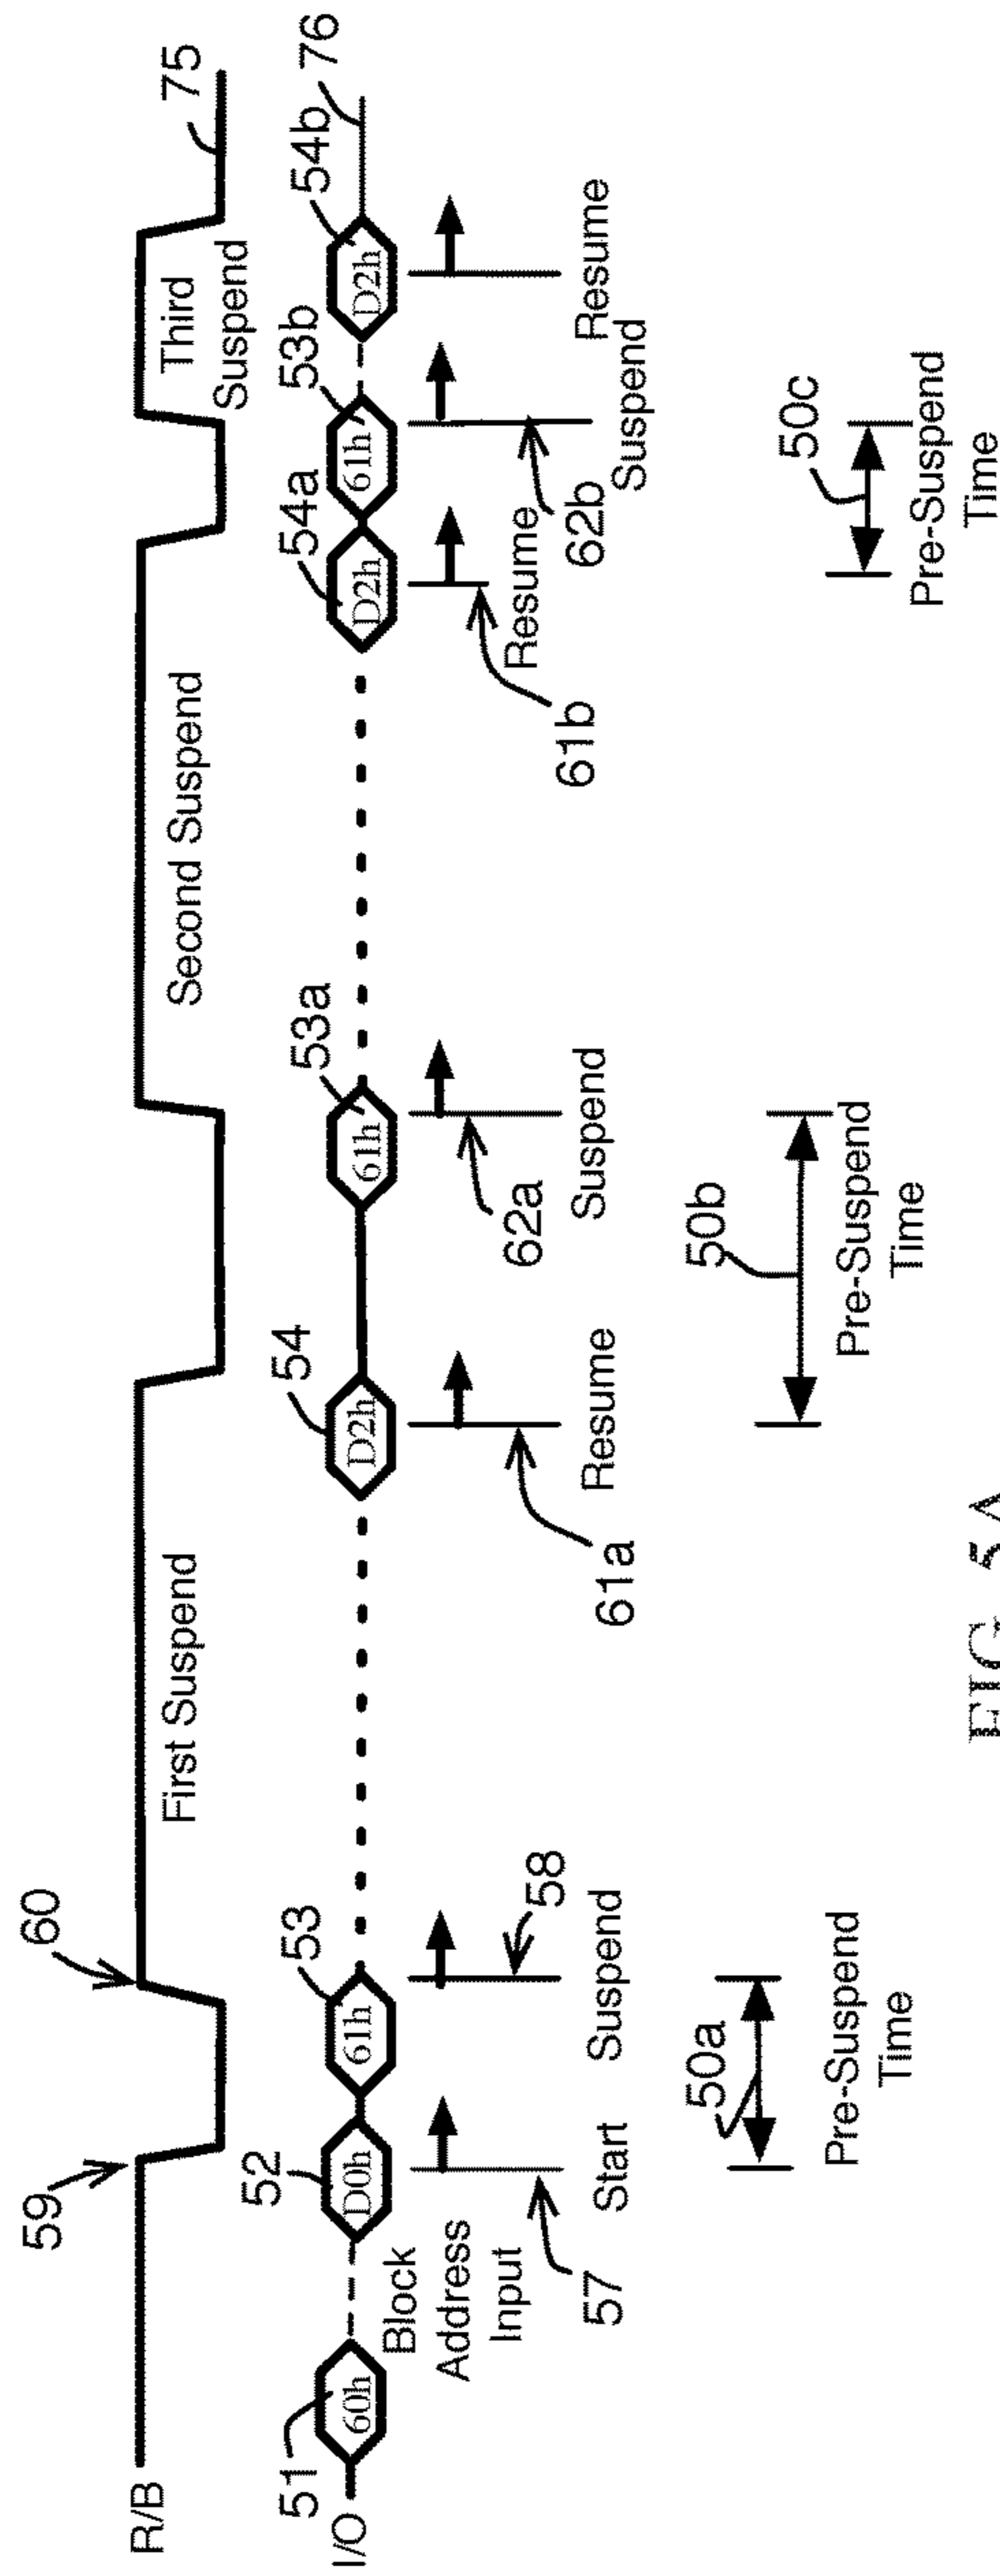 R/B
59
60
First Suspend
Second Suspend
Third
Suspend
75
I/O
51
60h
52
D0h
53
61h
54
D2h
53a
61h
54a
D2h
53b
61h
54b
D2h
76
Block
Address
Input
57
Start
58
Suspend
61a
Resume
62a
Suspend
61b
Resume
62b
Suspend
Resume
50a
Pre-Suspend
Time
50b
Pre-Suspend
Time
50c
Pre-Suspend
Time
FIG. 5A